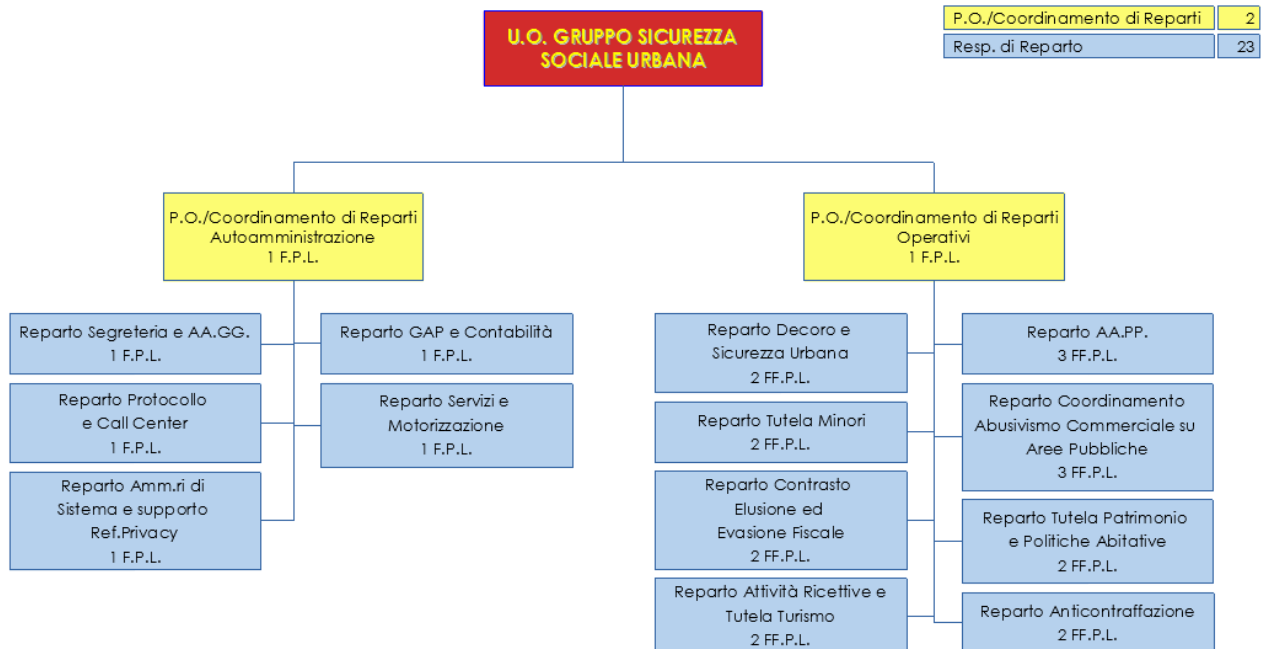 U.O. GRUPPO SICUREZZA
SOCIALE URBANA
P.O./Coordinamento di Reparti 2
Resp. di Reparto 23
P.O./Coordinamento di Reparti
Autoamministrazione
1 F.P.L.
P.O./Coordinamento di Reparti
Operativi
1 F.P.L.
Reparto Segreteria e AA.GG.
1 F.P.L.
Reparto GAP e Contabilità
1 F.P.L.
Reparto Protocollo
e Call Center
1 F.P.L.
Reparto Servizi e
Motorizzazione
1 F.P.L.
Reparto Amm.ri di
Sistema e supporto
Ref.Privacy
1 F.P.L.
Reparto Decoro e
Sicurezza Urbana
2 FF.P.L.
Reparto AA.PP.
3 FF.P.L.
Reparto Tutela Minori
2 FF.P.L.
Reparto Coordinamento
Abusivismo Commerciale su
Aree Pubbliche
3 FF.P.L.
Reparto Contrasto
Elusione ed
Evasione Fiscale
2 FF.P.L.
Reparto Tutela Patrimonio
e Politiche Abitative
2 FF.P.L.
Reparto Attività Ricettive e
Tutela Turismo
2 FF.P.L.
Reparto Anticontraffazione
2 FF.P.L.